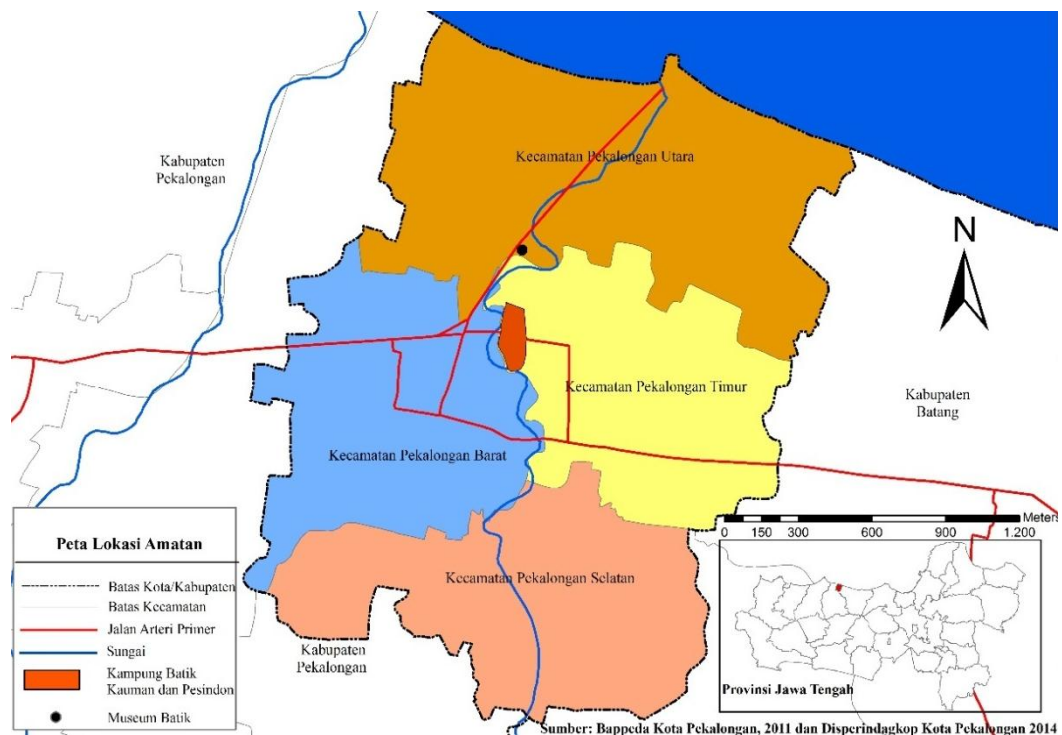 Kecamatan Pekalongan Utara
Kabupaten
Pekalongan
N
Kecamatan Pekalongan Timur
Kabupaten
Batang
Kecamatan Pekalongan Barat
Kecamatan Pekalongan Selatan
Kabupaten
Pekalongan
Peta Lokasi Amatan
Batas Kota/Kabupaten
Batas Kecamatan
Jalan Arteri Primer
Sungai
Kampung Batik
Kauman dan Pesindon
Museum Batik
Meters
0 150 300 600 900 1.200
Provinsi Jawa Tengah
Sumber: Bappeda Kota Pekalongan, 2011 dan Disperindagkop Kota Pekalongan 2014